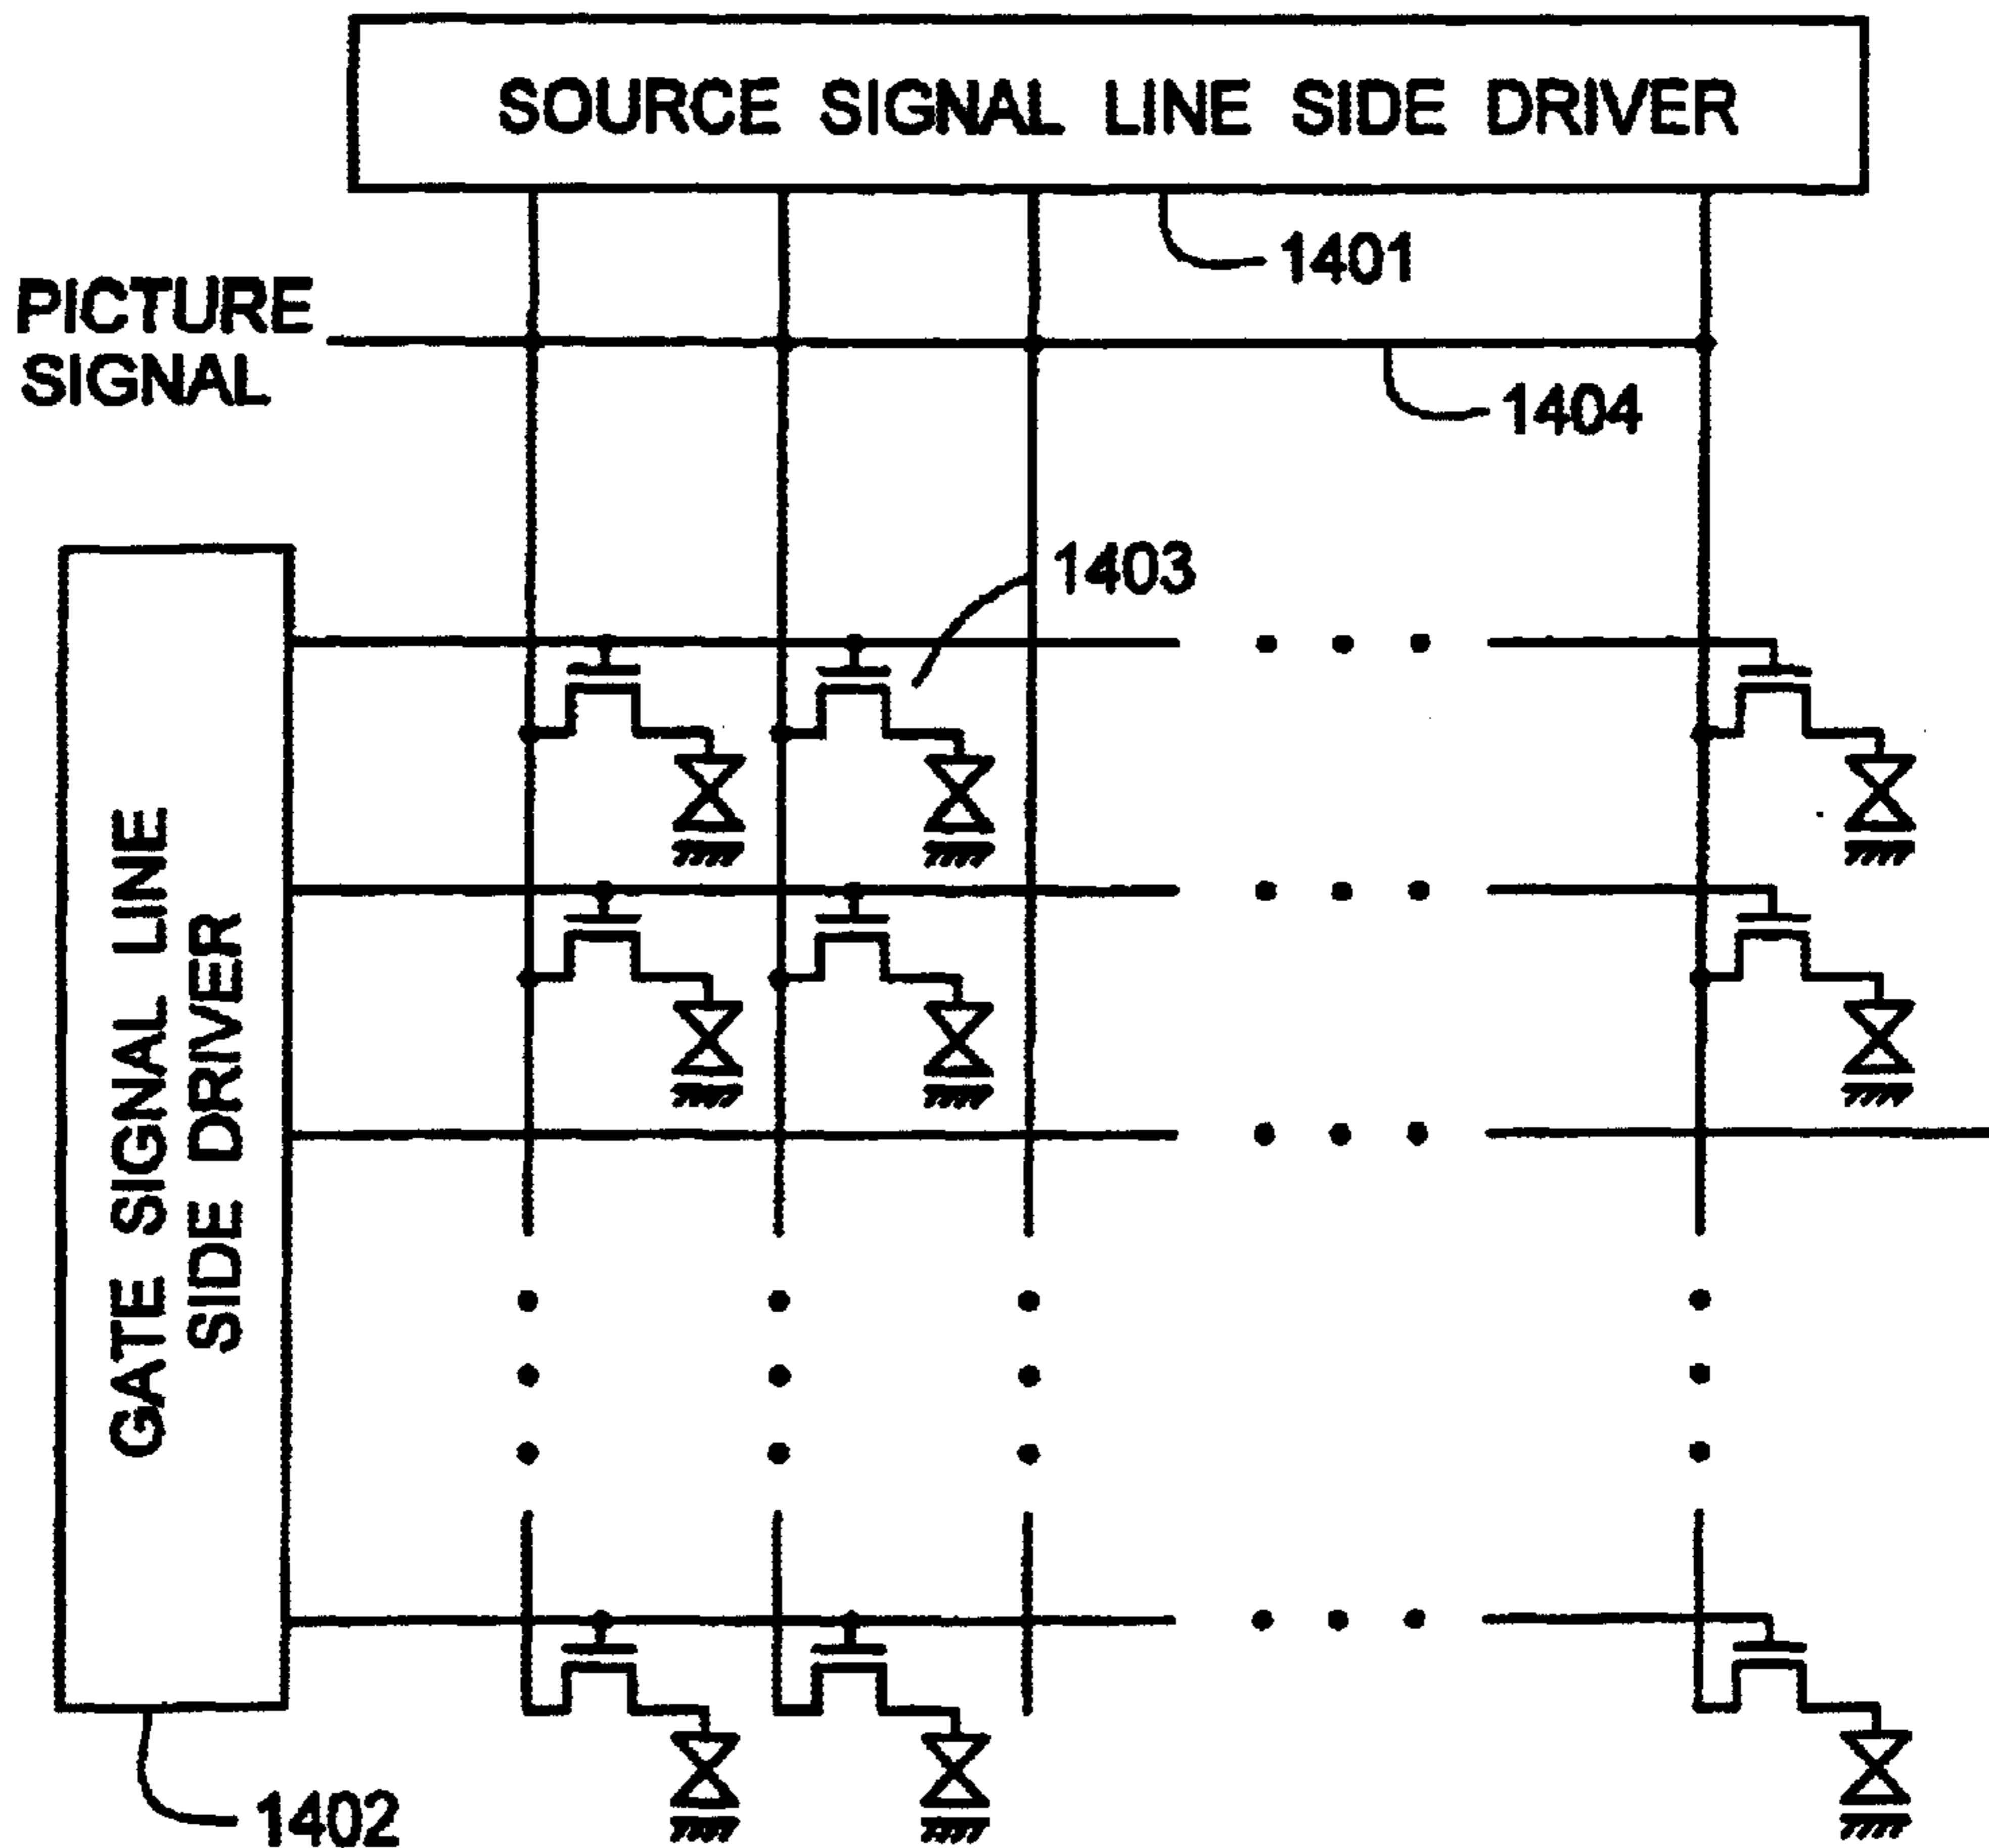 SOURCE SIGNAL LINE SIDE DRIVER
1401
PICTURE
SIGNAL
1404
1403
GATE SIGNAL LINE
SIDE DRIVER
1402